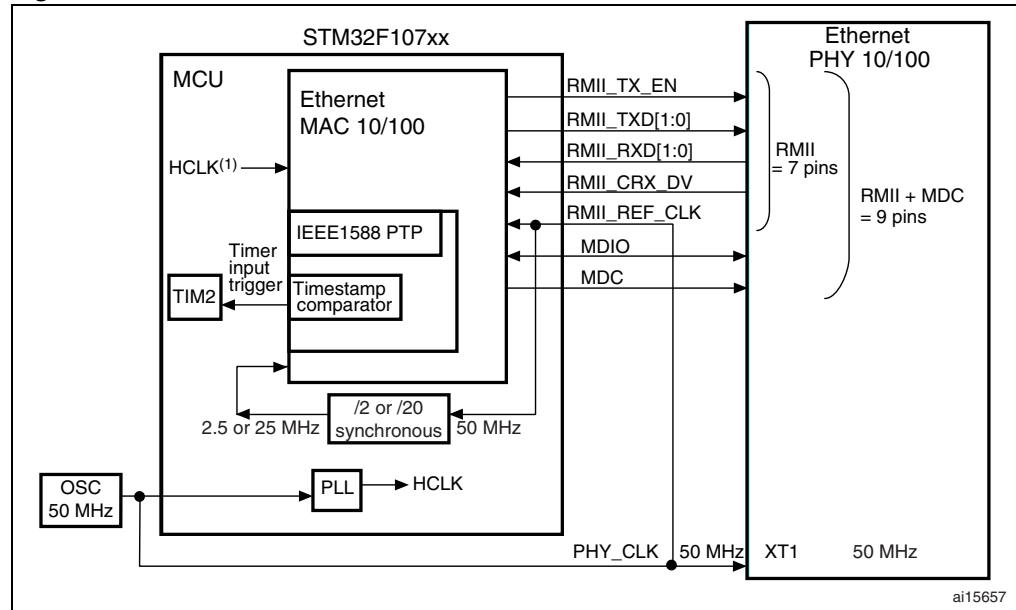 STM32F107xx
MCU
Ethernet
MAC 10/100
HCLK(1)
IEEE1588 PTP
Timer
input
trigger
TIM2
Timestamp
comparator
/2 or /20
synchronous
2.5 or 25 MHz
50 MHz
OSC
50 MHz
PLL
HCLK
RMII_TX_EN
RMII_TXD[1:0]
RMII_RXD[1:0]
RMII_CRX_DV
RMII_REF_CLK
MDIO
MDC
Ethernet
PHY 10/100
RMII
= 7 pins
RMII + MDC
= 9 pins
PHY_CLK 50 MHz
XT1 50 MHz
ai15657